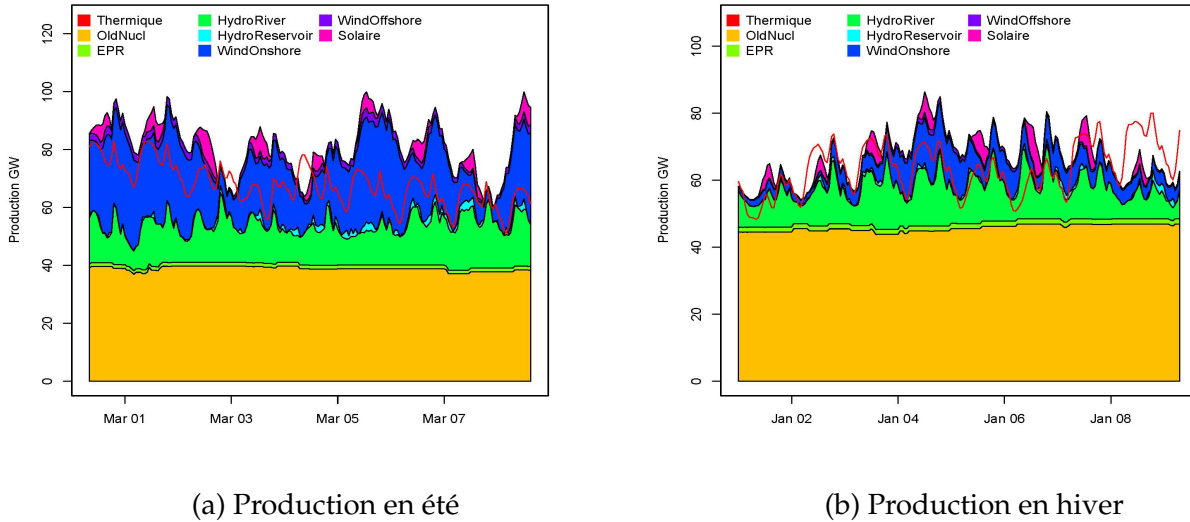 Thermique HydroRiver WindOffshore
OldNucl HydroReservoir Solaire
EPR WindOnshore
Production GW
120
100
80
60
40
20
0
Mar 01 Mar 03 Mar 05 Mar 07
(a) Production en été
Thermique HydroRiver WindOffshore
OldNucl HydroReservoir Solaire
EPR WindOnshore
Production GW
100
80
60
40
20
0
Jan 02 Jan 04 Jan 06 Jan 08
(b) Production en hiver